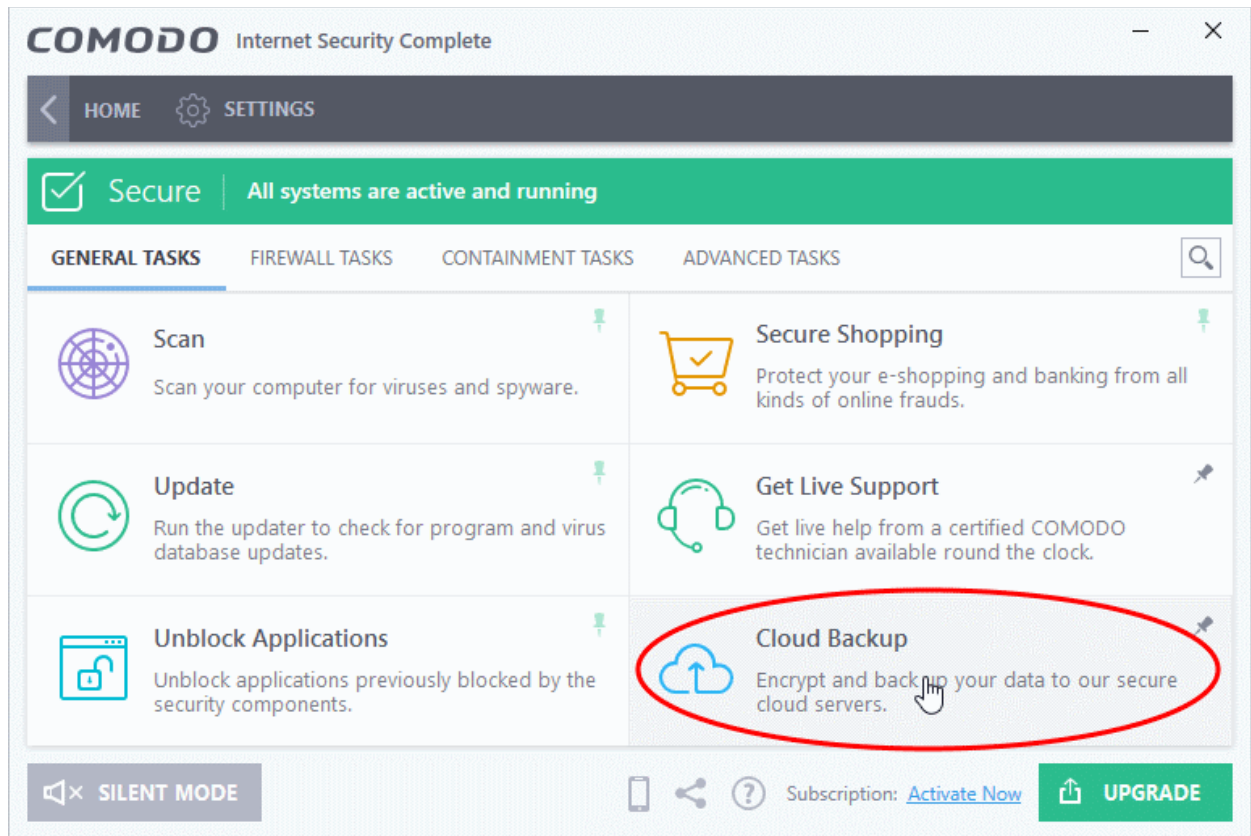 COMODO Internet Security Complete
HOME SETTINGS
Secure All systems are active and running
GENERAL TASKS FIREWALL TASKS CONTAINMENT TASKS ADVANCED TASKS
Scan
Scan your computer for viruses and spyware.
Secure Shopping
Protect your e-shopping and banking from all
kinds of online frauds.
Update
Run the updater to check for program and virus
database updates.
Get Live Support
Get live help from a certified COMODO
technician available round the clock.
Unblock Applications
Unblock applications previously blocked by the
security components.
Cloud Backup
Encrypt and back up your data to our secure
cloud servers.
SILENT MODE
? Subscription: Activate Now
UPGRADE